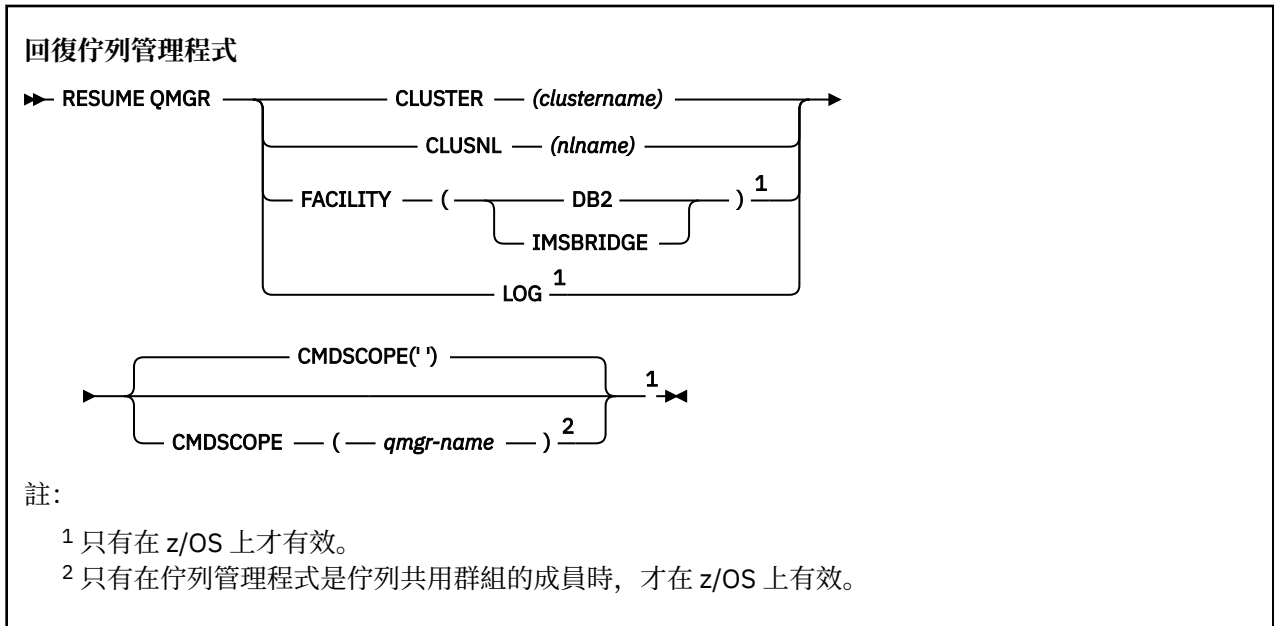 回復佇列管理程式
RESUME QMGR CLUSTER (clustername)
CLUSNL (nlname)
FACILITY ( DB2 ) 1
IMSBRIDGE
LOG 1
CMDSCOPE(' ')
1
CMDSCOPE ( qmgr-name ) 2
註：
1 只有在 z/OS 上才有效。
2 只有在佇列管理程式是佇列共用群組的成員時，才在 z/OS 上有效。